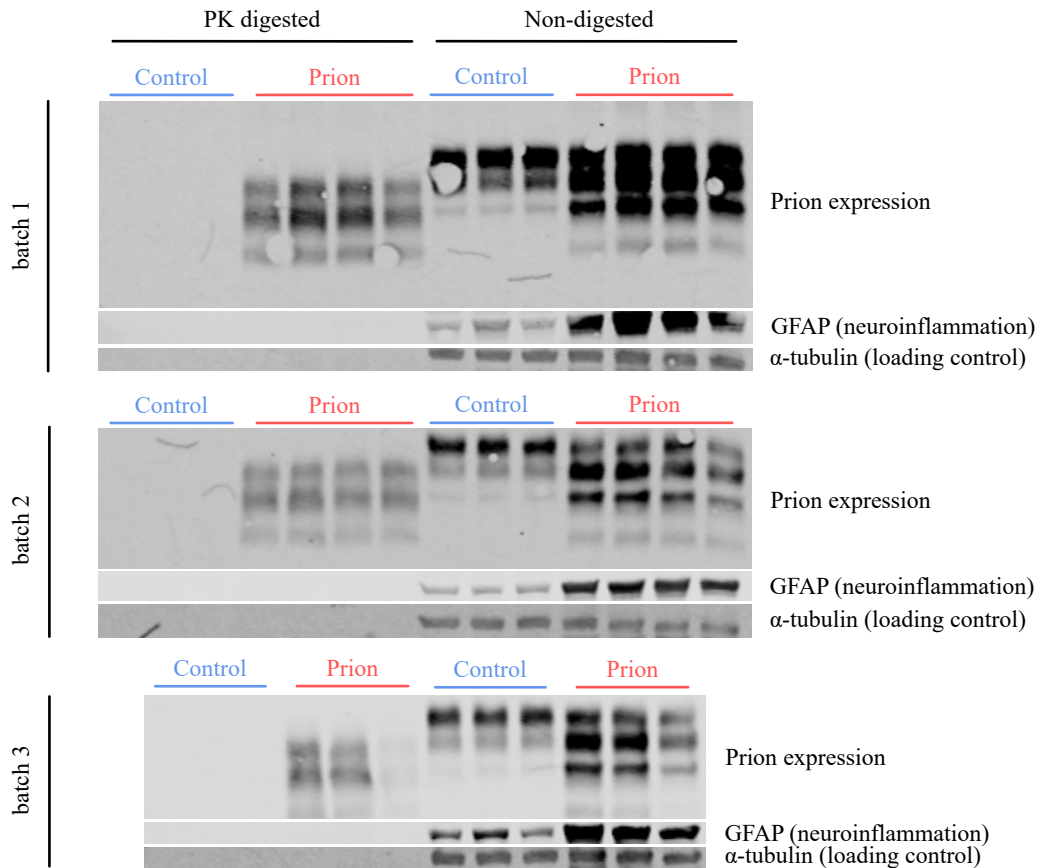 PK digested
Non-digested
Control
Prion
Control
Prion
batch 1
Prion expression
GFAP (neuroinflammation)
α-tubulin (loading control)
Control
Prion
Control
Prion
batch 2
Prion expression
GFAP (neuroinflammation)
α-tubulin (loading control)
Control
Prion
Control
Prion
batch 3
Prion expression
GFAP (neuroinflammation)
α-tubulin (loading control)